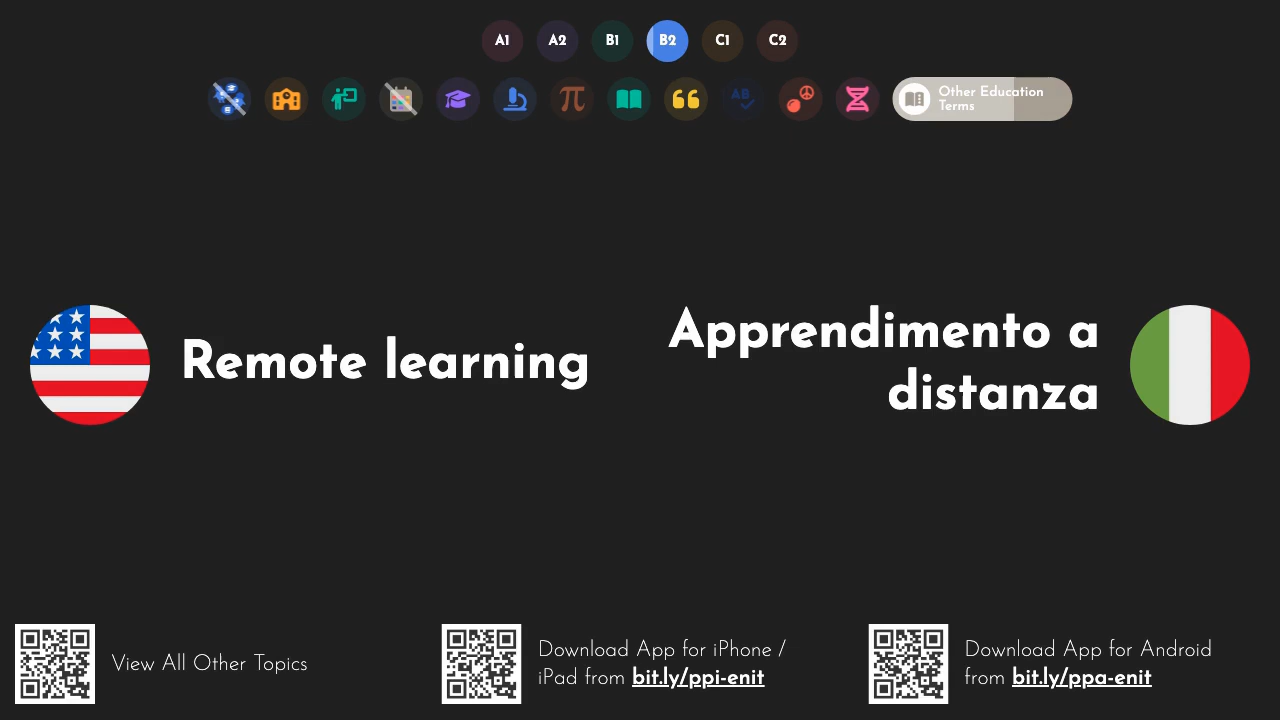 A1 A2 B1 B2 C1 C2
Other Education
Terms
Remote learning
Apprendimento a
distanza
View All Other Topics
Download App for iPhone /
iPad from bit.ly/ppi-enit
Download App for Android
from bit.ly/ppa-enit